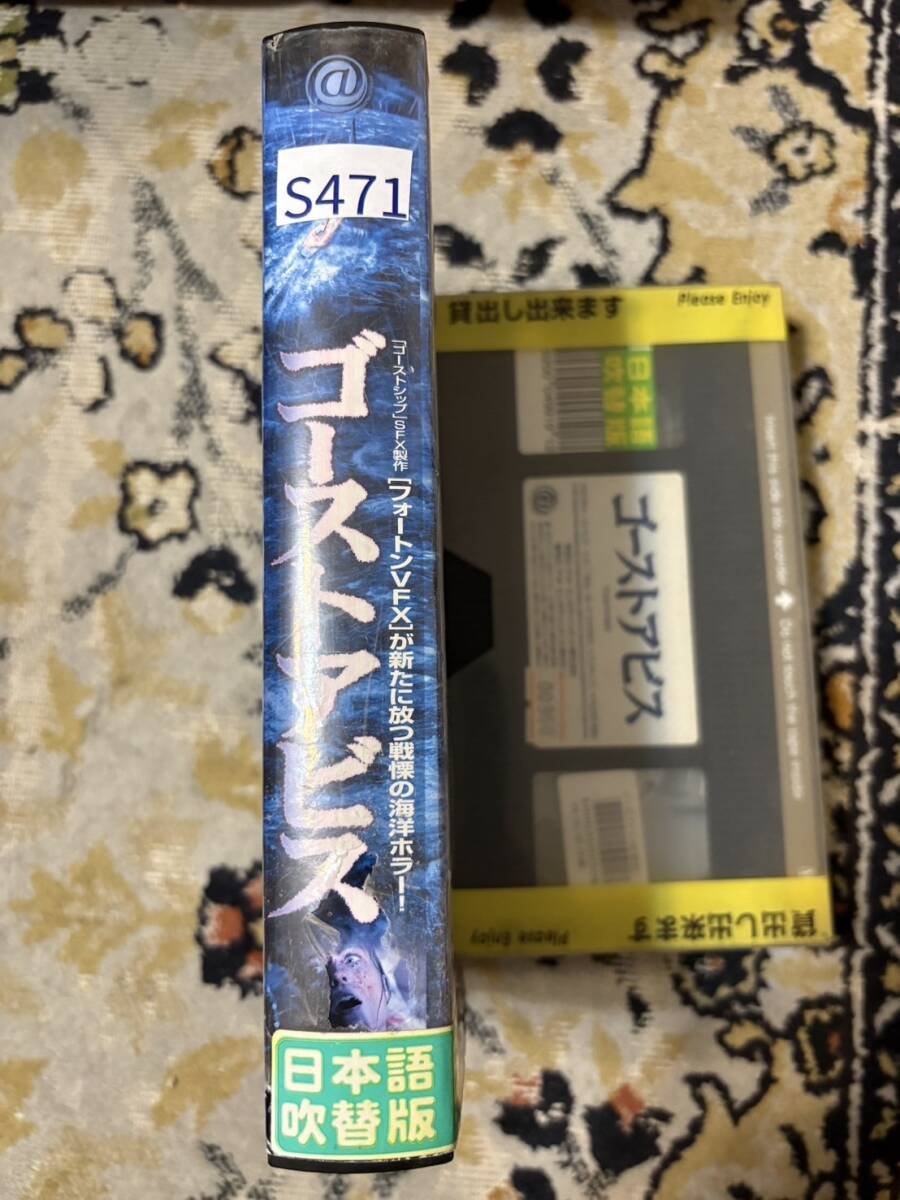 @
S471
「ゴーストシップ」SFX製作
[フォートンVFX]が新たに放つ戦慄の海洋ホラー!
ゴーストアビス
日本語
吹替版
貸出し出来ます
Please Enjoy
日本語
吹替版
@
ゴーストアビス
貸出し出来ます
Please Enjoy